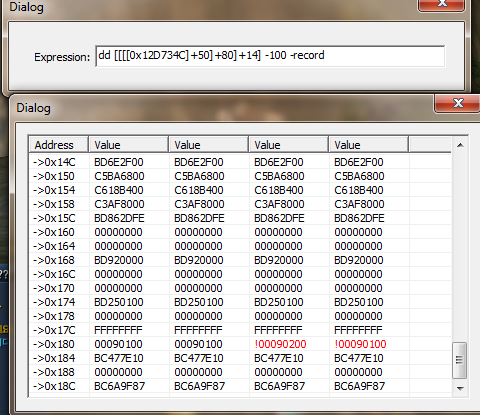 Dialog
Expression: dd [[[[0x12D734C]+50]+80]+14] -100 -record
Dialog
Address Value Value Value Value
->0x14C BD6E2F00 BD6E2F00 BD6E2F00 BD6E2F00
->0x150 C5BA6800 C5BA6800 C5BA6800 C5BA6800
->0x154 C618B400 C618B400 C618B400 C618B400
->0x158 C3AF8000 C3AF8000 C3AF8000 C3AF8000
->0x15C BD862DFE BD862DFE BD862DFE BD862DFE
->0x160 00000000 00000000 00000000 00000000
->0x164 00000000 00000000 00000000 00000000
->0x168 BD920000 BD920000 BD920000 BD920000
->0x16C 00000000 00000000 00000000 00000000
->0x170 00000000 00000000 00000000 00000000
->0x174 BD250100 BD250100 BD250100 BD250100
->0x178 00000000 00000000 00000000 00000000
->0x17C FFFFFFFF FFFFFFFF FFFFFFFF FFFFFFFF
->0x180 00090100 00090100 !00090200 !00090100
->0x184 BC477E10 BC477E10 BC477E10 BC477E10
->0x188 00000000 00000000 00000000 00000000
->0x18C BC6A9F87 BC6A9F87 BC6A9F87 BC6A9F87
??